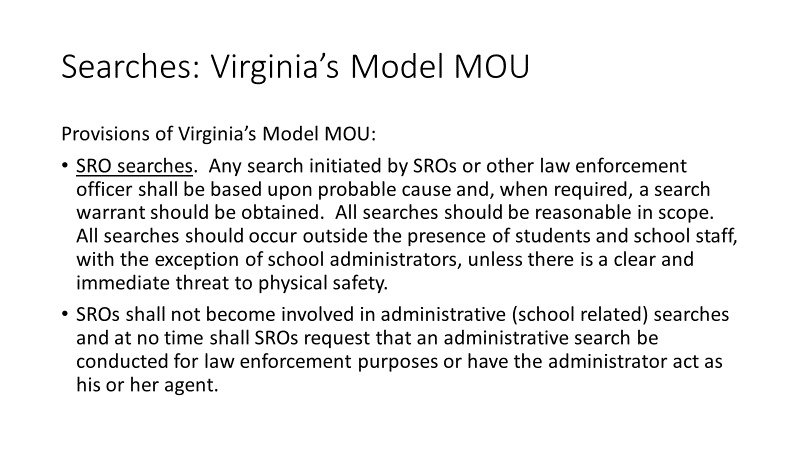 Searches: Virginia’s Model MOU
Provisions of Virginia’s Model MOU:
• SRO searches.  Any search initiated by SROs or other law enforcement
officer shall be based upon probable cause and, when required, a search
warrant should be obtained.  All searches should be reasonable in scope.
All searches should occur outside the presence of students and school staff,
with the exception of school administrators, unless there is a clear and
immediate threat to physical safety.
• SROs shall not become involved in administrative (school related) searches
and at no time shall SROs request that an administrative search be
conducted for law enforcement purposes or have the administrator act as
his or her agent.